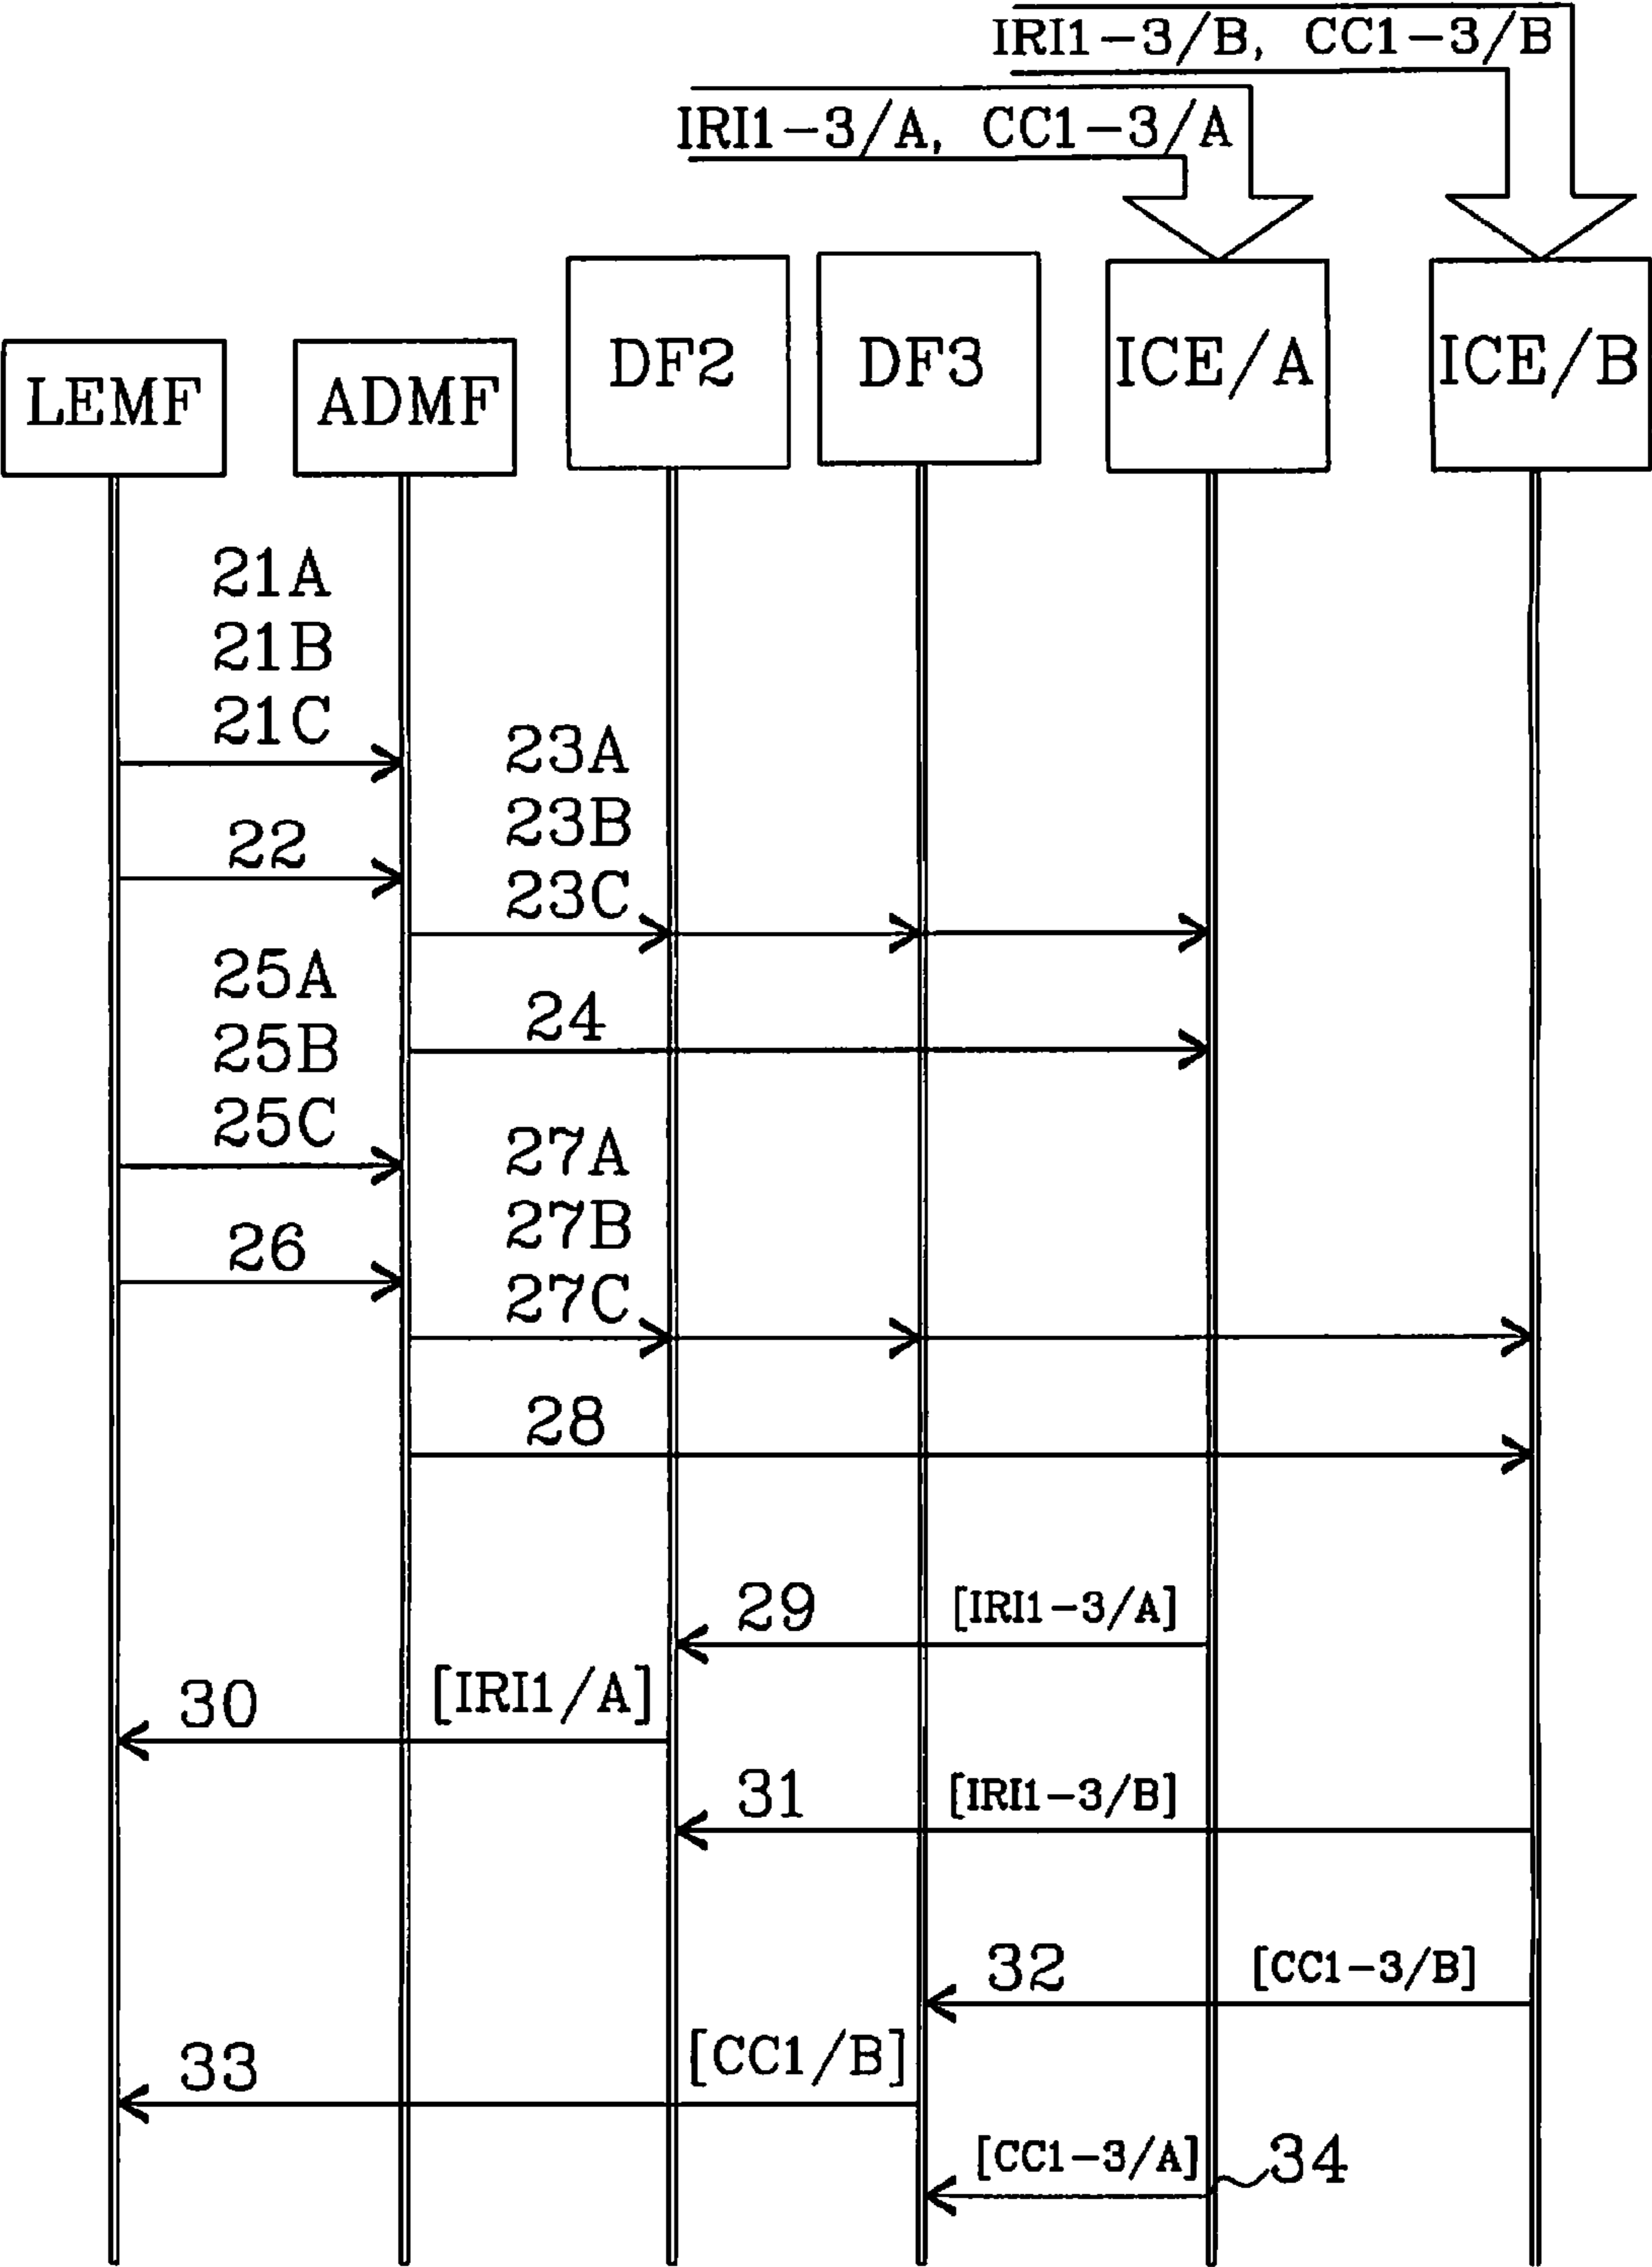 IRI1-3/B, CC1-3/B
IRI1-3/A, CC1-3/A
LEMF
ADMF
DF2
DF3
ICE/A
ICE/B
21A
21B
21C
22
23A
23B
23C
24
25A
25B
25C
26
27A
27B
27C
28
29 [IRI1-3/A]
30 [IRI1/A]
31 [IRI1-3/B]
32 [CC1-3/B]
33 [CC1/B]
[CC1-3/A] 34